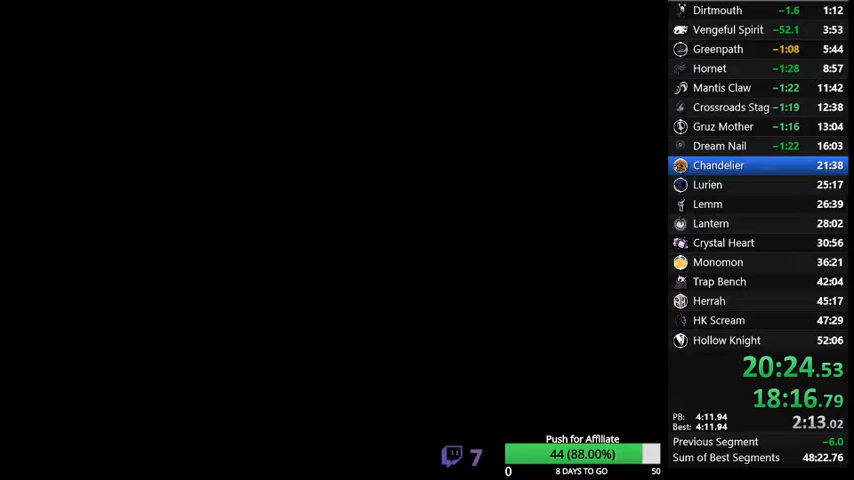 Dirtmouth -1.6 1:12
Vengeful Spirit -52.1 3:53
Greenpath -1:08 5:44
Hornet -1:28 8:57
Mantis Claw -1:22 11:42
Crossroads Stag -1:19 12:38
Gruz Mother -1:16 13:04
Dream Nail -1:22 16:03
Chandelier 21:38
Lurien 25:17
Lemm 26:39
Lantern 28:02
Crystal Heart 30:56
Monomon 36:21
Trap Bench 42:04
Herrah 45:17
HK Scream 47:29
Hollow Knight 52:06
20:24.53
18:16.79
PB: 4:11.94
Best: 4:11.94
2:13.02
Previous Segment -6.0
Sum of Best Segments 48:22.76
Push for Affiliate
7
44 (88.00%)
0 8 DAYS TO GO 50